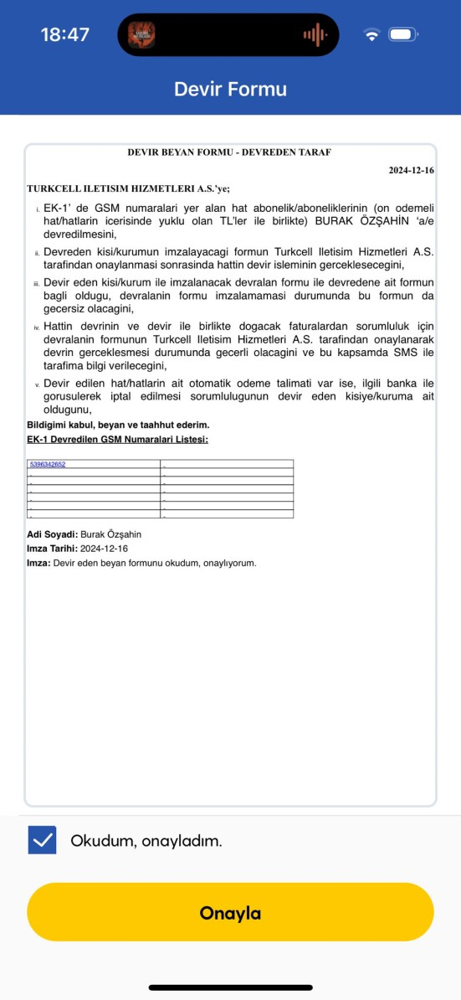 18:47
Devir Formu
DEVIR BEYAN FORMU - DEVREDEN TARAF
2024-12-16
TURKCELL ILETISIM HIZMETLERI A.S.'ye;
i. EK-1' de GSM numaralari yer alan hat abonelik/aboneliklerinin (on odemeli
hat/hatlarin icerisinde yuklu olan TL'ler ile birlikte) BURAK ÖZŞAHİN 'a/e
devredilmesini,
ii. Devreden kisi/kurumun imzalayacagi formun Turkcell Iletisim Hizmetleri A.S.
tarafindan onaylanmasi sonrasinda hattin devir isleminin gerceklesecegini,
iii. Devir eden kisi/kurum ile imzalanacak devralan formu ile devredene ait formun
bagli oldugu, devralanin formu imzalamamasi durumunda bu formun da
gecersiz olacagini,
iv. Hattin devrinin ve devir ile birlikte dogacak faturalardan sorumluluk için
devralanin formunun Turkcell Iletisim Hizmetleri A.S. tarafindan onaylanarak
devrin gerceklesmesi durumunda gecerli olacagini ve bu kapsamda SMS ile
tarafima bilgi verilecegini,
v. Devir edilen hat/hatlarin ait otomatik odeme talimati var ise, ilgili banka ile
gorusulerek iptal edilmesi sorumlulugunun devir eden kisiye/kuruma ait
oldugunu,
Bildigimi kabul, beyan ve taahhut ederim.
EK-1 Devredilen GSM Numaralari Listesi:
5396342652 -
- -
- -
- -
- -
- -
- -
Adi Soyadi: Burak Özşahin
Imza Tarihi: 2024-12-16
Imza: Devir eden beyan formunu okudum, onaylıyorum.
Okudum, onayladım.
Onayla